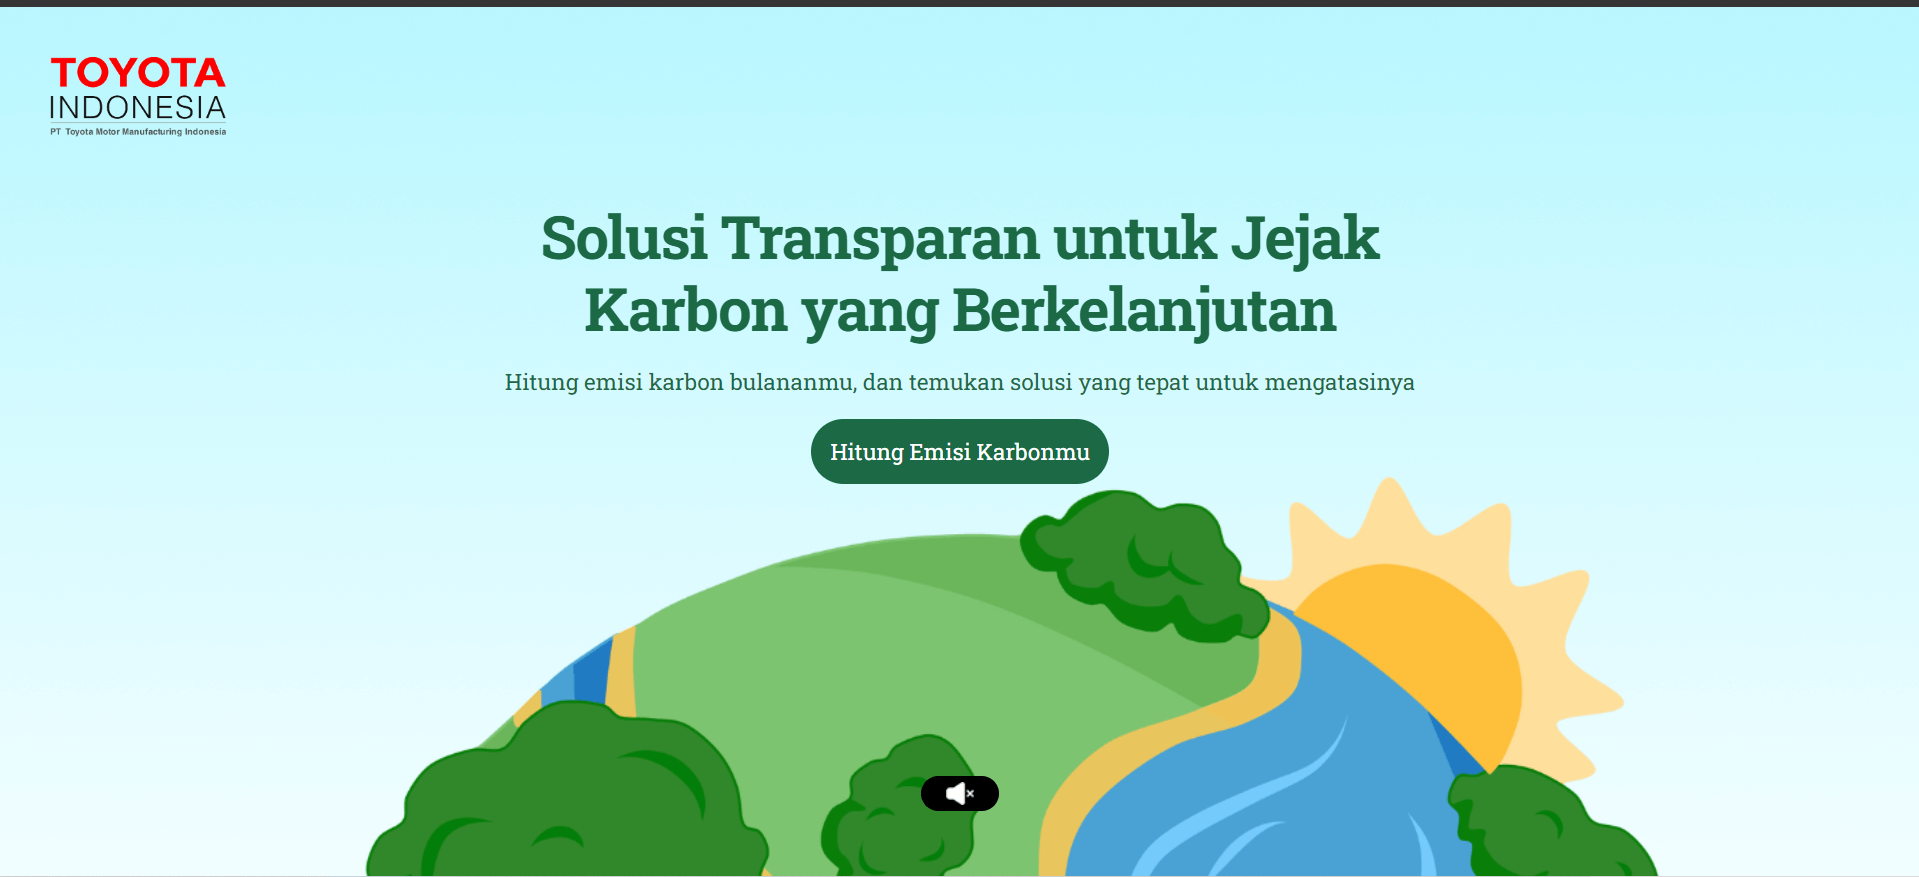 TOYOTA
INDONESIA
PT Toyota Motor Manufacturing Indonesia
Solusi Transparan untuk Jejak
Karbon yang Berkelanjutan
Hitung emisi karbon bulananmu, dan temukan solusi yang tepat untuk mengatasinya
Hitung Emisi Karbonmu